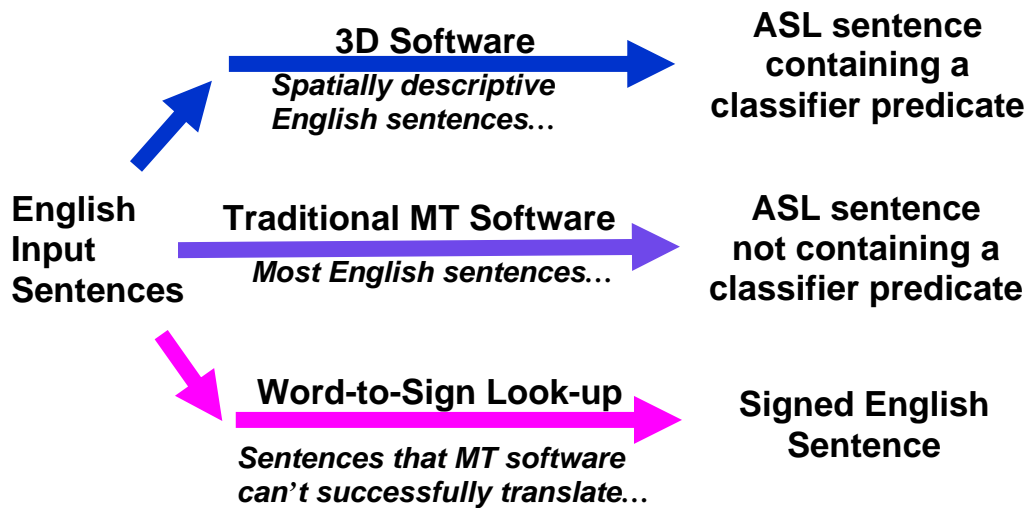 3D Software
Spatially descriptive
English sentences…
ASL sentence
containing a
classifier predicate
English
Input
Sentences
Traditional MT Software
Most English sentences…
ASL sentence
not containing a
classifier predicate
Word-to-Sign Look-up
Sentences that MT software
can’t successfully translate…
Signed English
Sentence